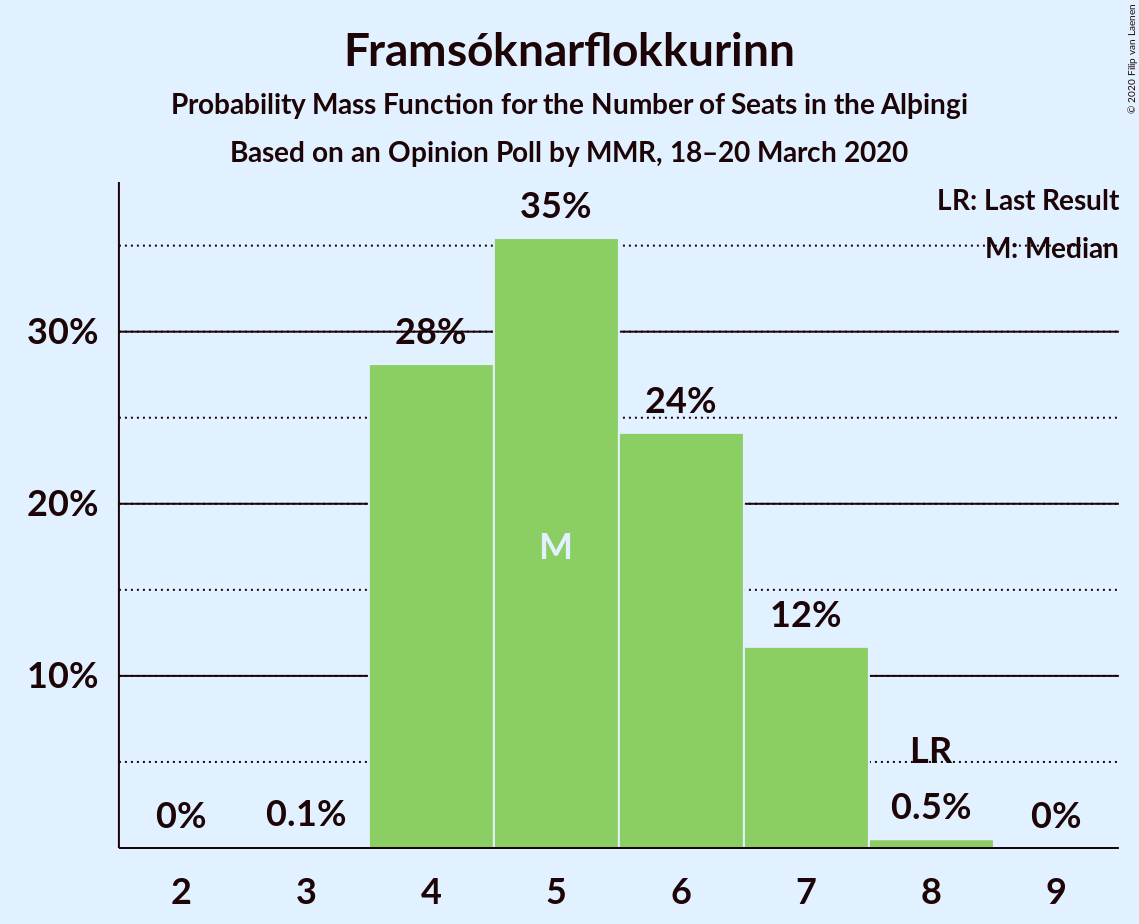 Framsóknarflokkurinn
Probability Mass Function for the Number of Seats in the Alþingi
Based on an Opinion Poll by MMR, 18–20 March 2020
© 2020 Filip van Laenen
LR: Last Result
M: Median
35%
30%
28%
24%
20%
M
12%
10%
LR
0%
0.1%
0.5%
0%
2 3 4 5 6 7 8 9